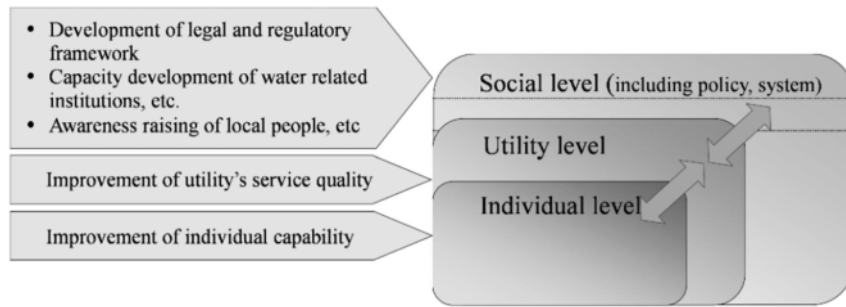 • Development of legal and regulatory
framework
• Capacity development of water related
institutions, etc.
• Awareness raising of local people, etc
Improvement of utility's service quality
Improvement of individual capability
Social level (including policy, system)
Utility level
Individual level